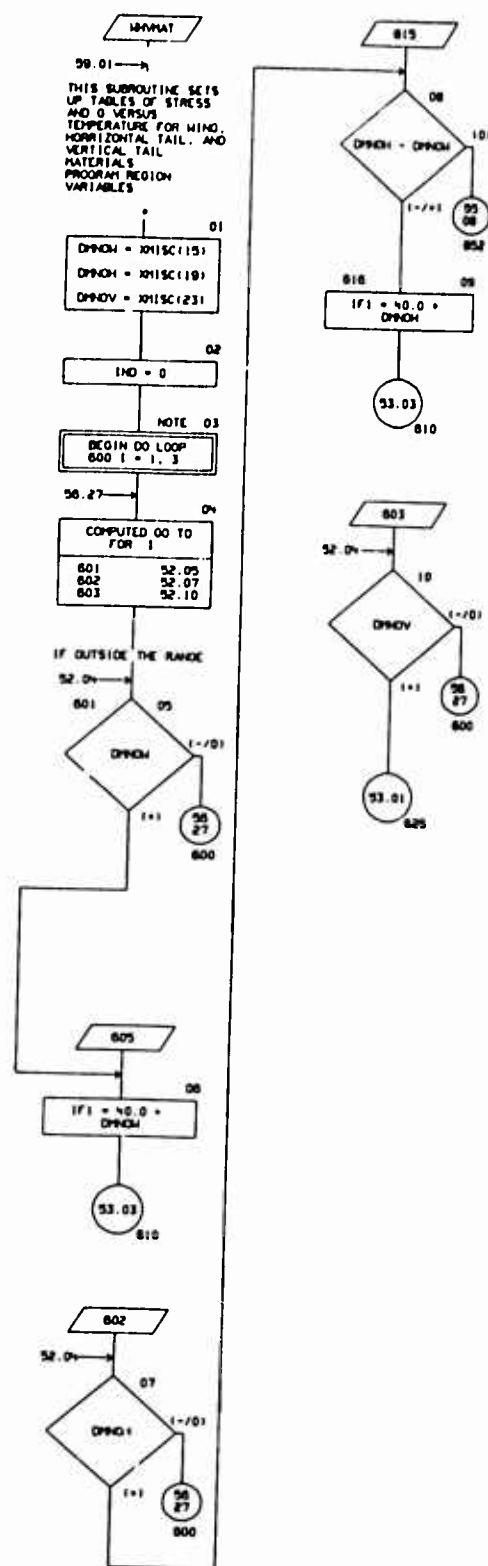 WHVMAT
59.01
THIS SUBROUTINE SETS
UP TABLES OF STRESS
AND O VERSUS
TEMPERATURE FOR WIND,
HORRIZONTAL TAIL, AND
VERTICAL TAIL
MATERIALS
PROGRAM REGION
VARIABLES
01
DMNOW = XMISC(15)
DMNOH = XMISC(19)
DMNOV = XMISC(23)
02
IND = 0
NOTE 03
BEGIN DO LOOP
600 I = 1, 3
56.27
04
COMPUTED GO TO
FOR I
601 52.05
602 52.07
603 52.10
IF OUTSIDE THE RANGE
52.04
601 05
DMNOW
(-/0)
(+)
56
27
600
605
06
IF1 = 40.0 +
DMNOW
53.03
610
602
52.04
07
DMNOH
(-/0)
(+)
56
27
600
615
08
DMNOH - DMNOW
(0)
(-/+)
55
08
652
616 09
IF1 = 40.0 +
DMNOW
53.03
610
603
52.04
10
DMNOV
(-/0)
(+)
56
27
600
53.01
625